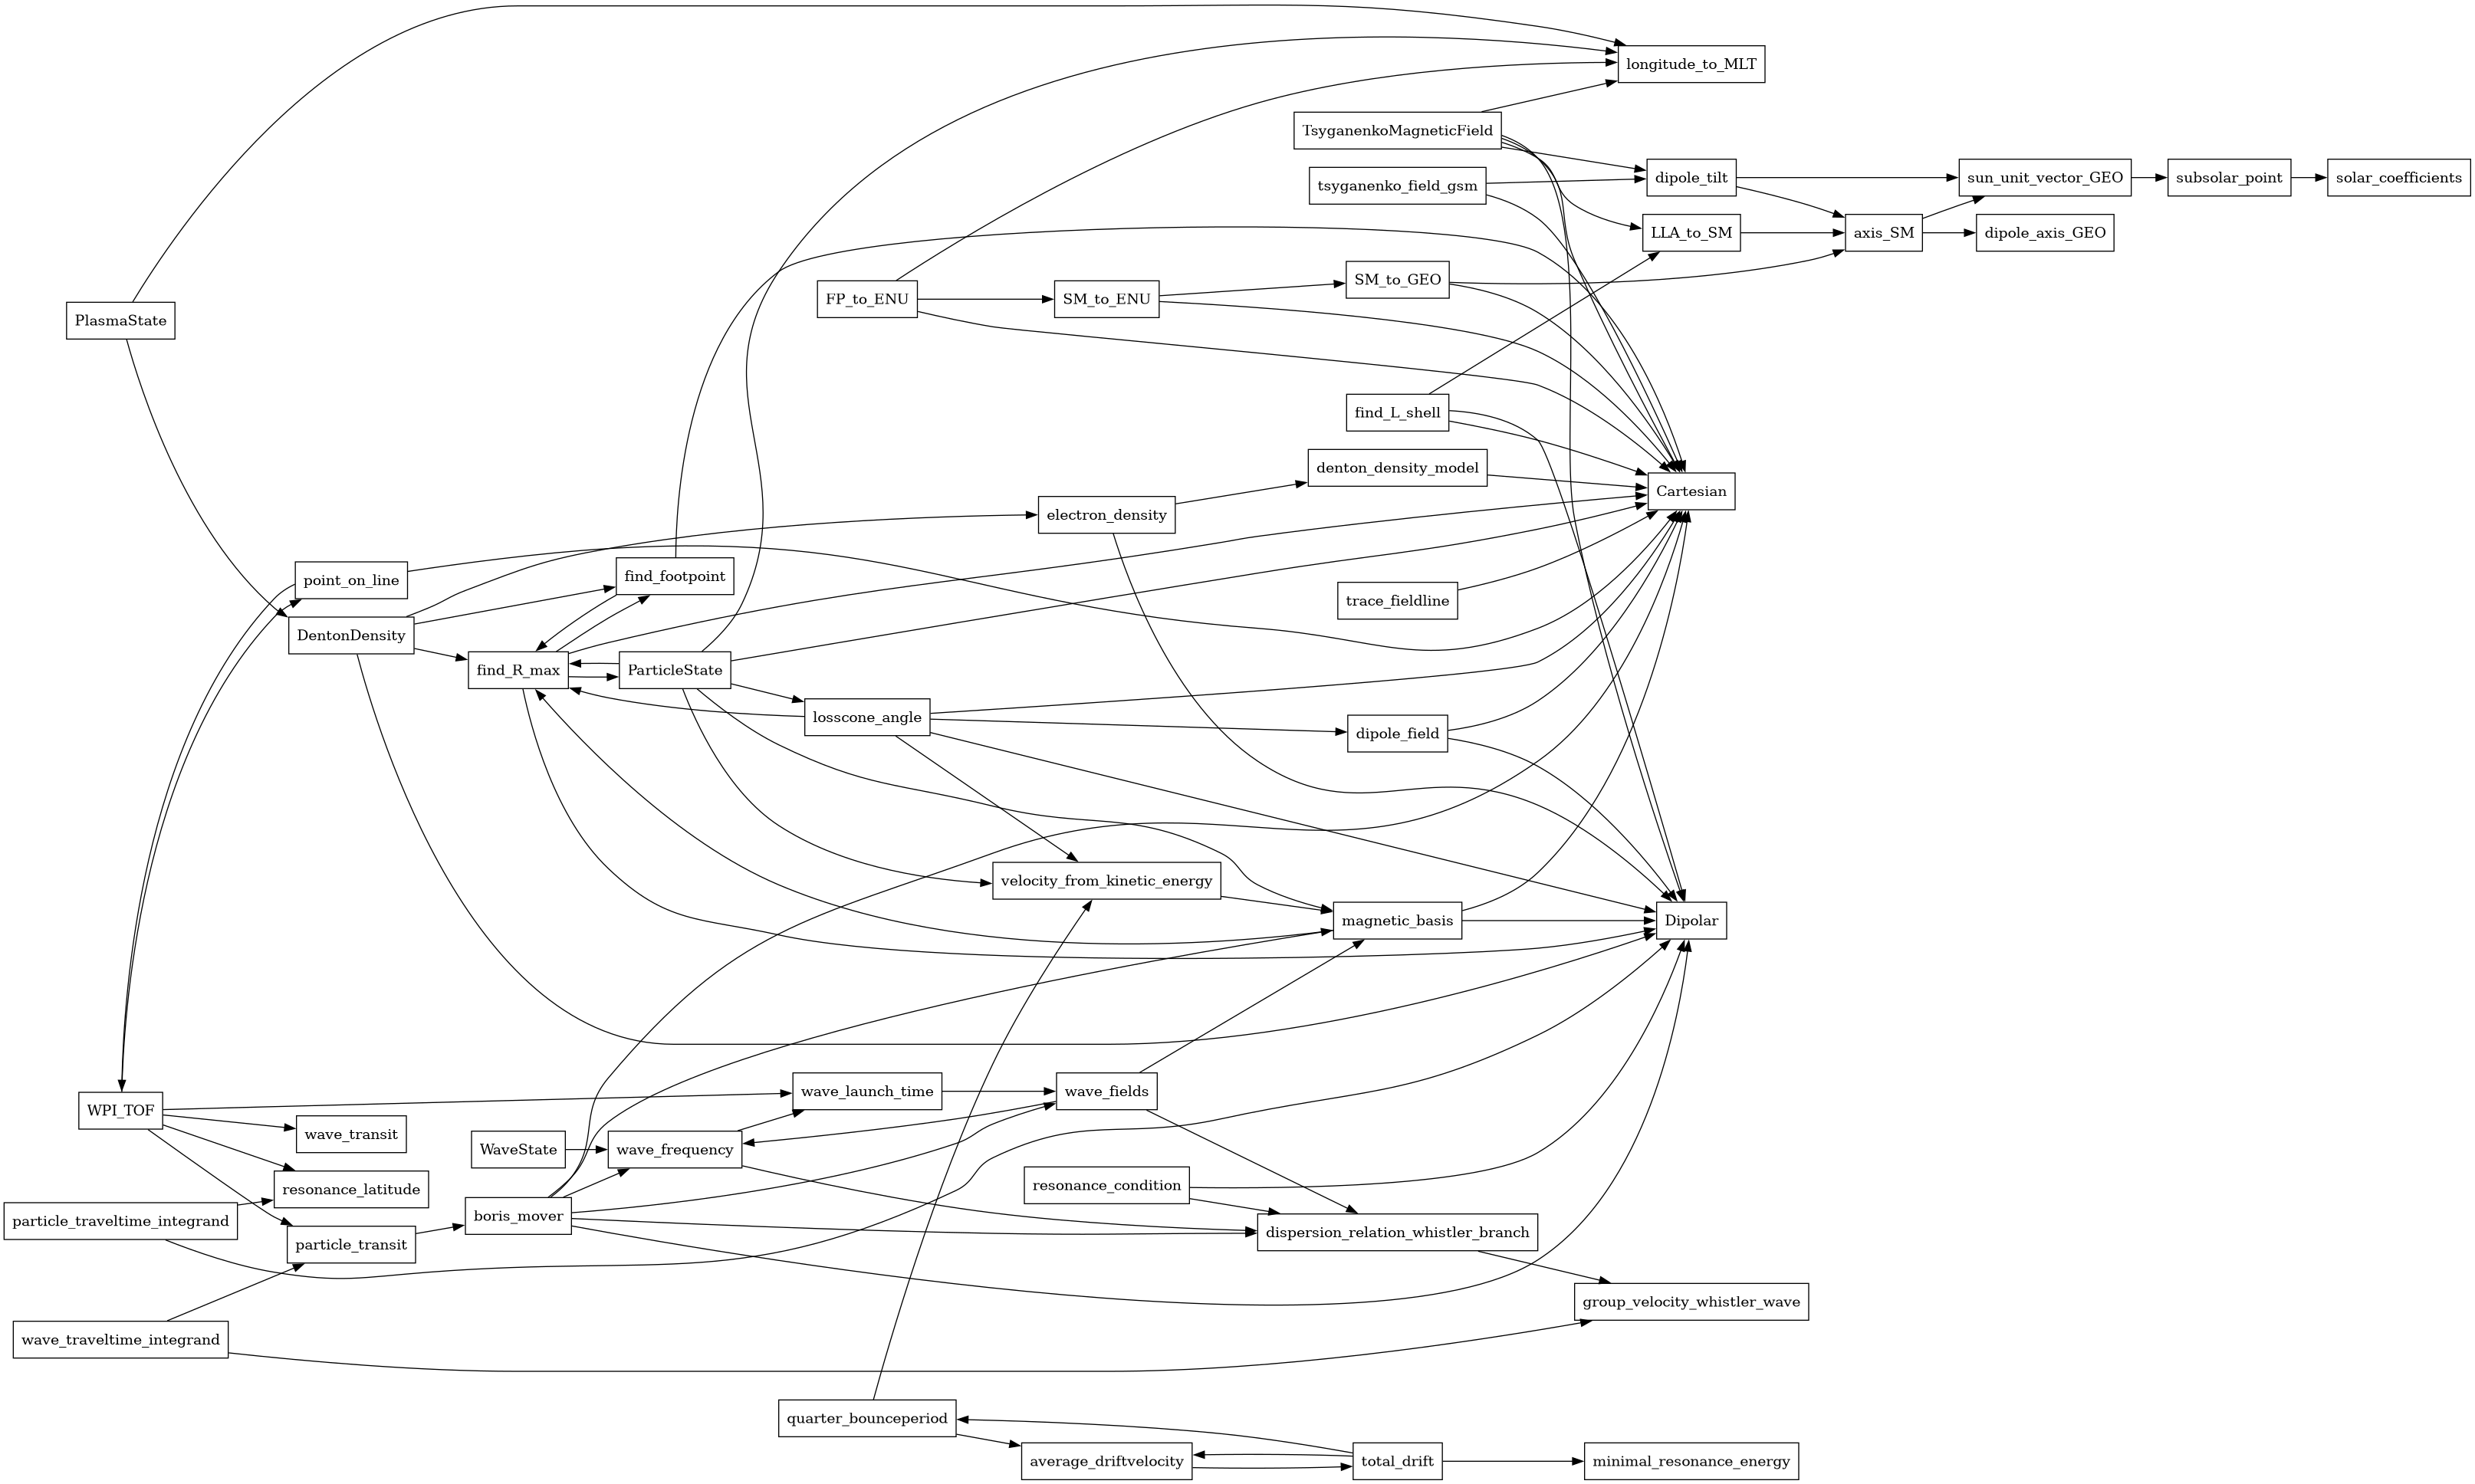 longitude_to_MLT
TsyganenkoMagneticField
tsyganenko_field_gsm
dipole_tilt
sun_unit_vector_GEO
subsolar_point
solar_coefficients
LLA_to_SM
axis_SM
dipole_axis_GEO
PlasmaState
FP_to_ENU
SM_to_ENU
SM_to_GEO
find_L_shell
denton_density_model
Cartesian
electron_density
point_on_line
find_footpoint
trace_fieldline
DentonDensity
find_R_max
ParticleState
losscone_angle
dipole_field
velocity_from_kinetic_energy
magnetic_basis
Dipolar
WPI_TOF
wave_launch_time
wave_fields
wave_transit
WaveState
wave_frequency
resonance_latitude
resonance_condition
particle_traveltime_integrand
boris_mover
dispersion_relation_whistler_branch
particle_transit
group_velocity_whistler_wave
wave_traveltime_integrand
quarter_bounceperiod
average_driftvelocity
total_drift
minimal_resonance_energy